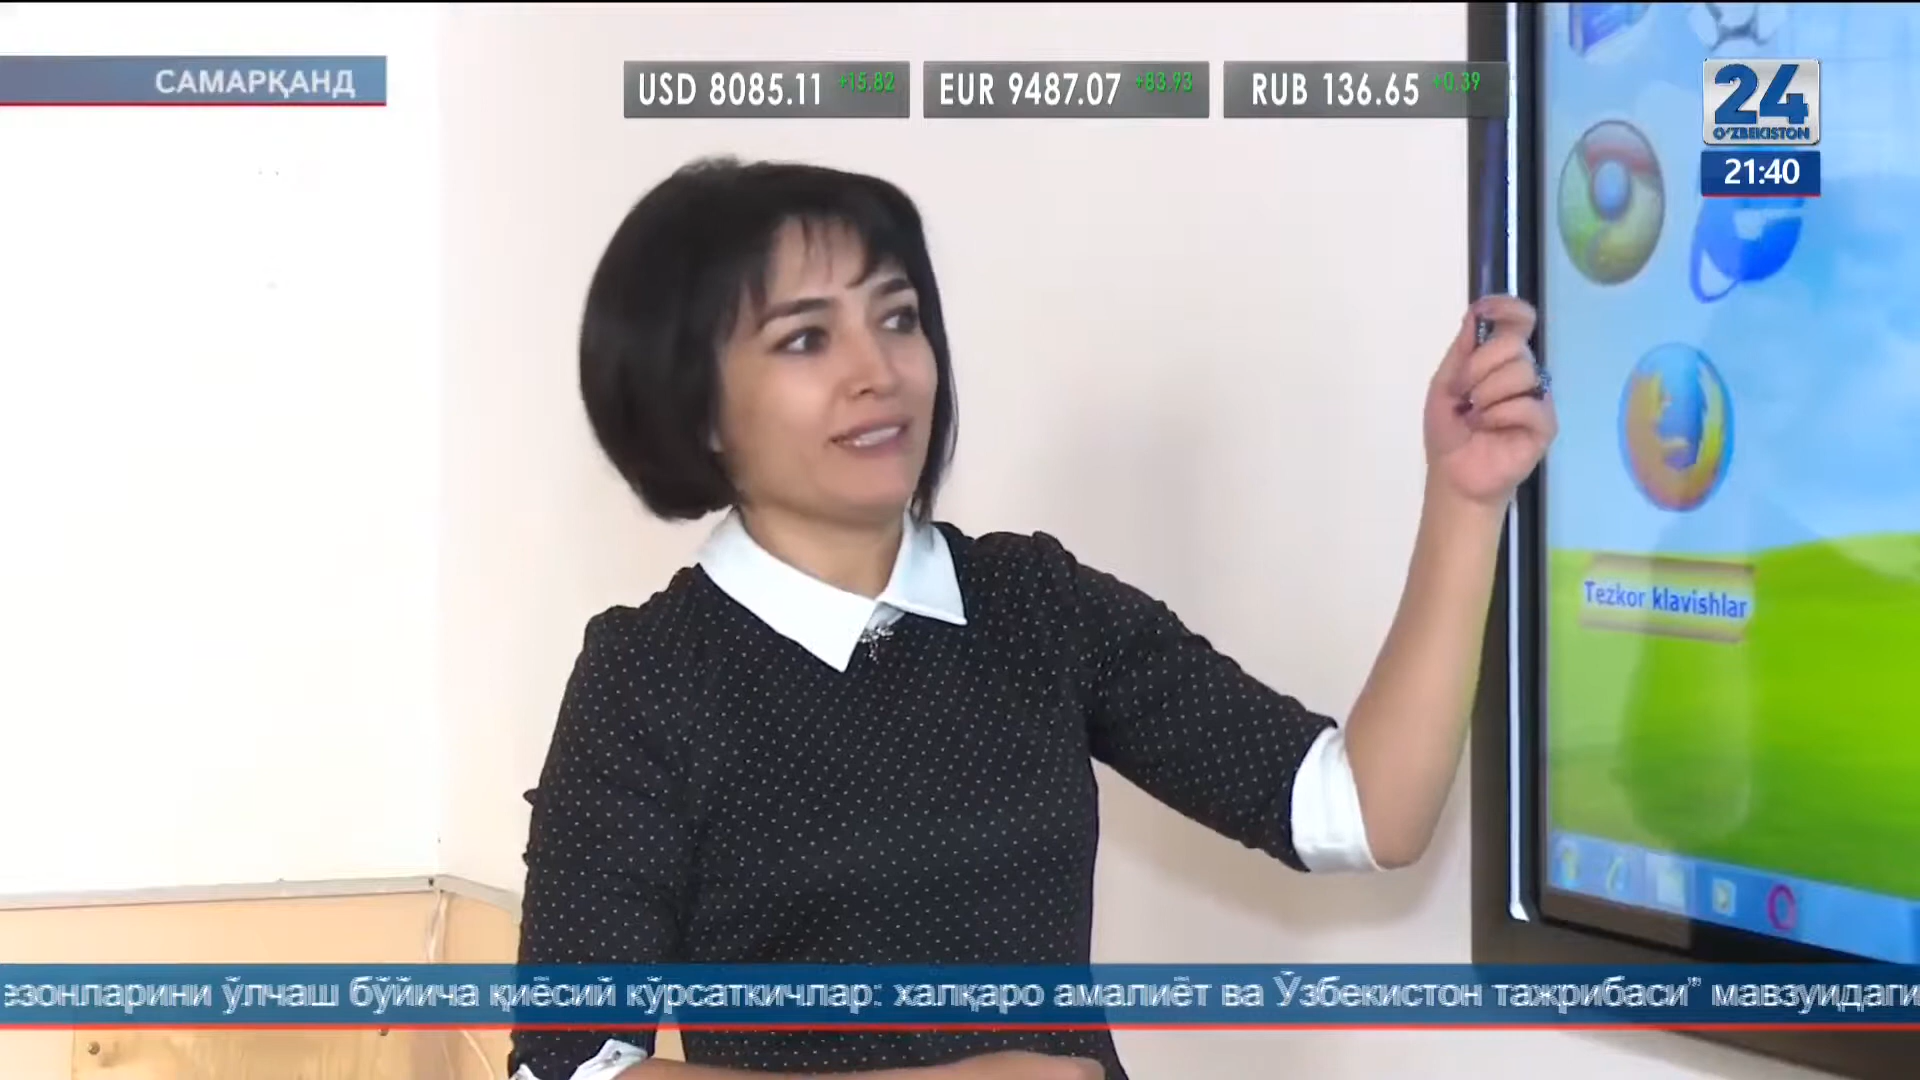 САМАРҚАНД
USD 8085.11 +15.82
EUR 9487.07 +83.93
RUB 136.65 +0.39
24
O'ZBEKISTON
21:40
Tezkor klavishlar
езонларини ўлчаш бўйича қиёсий кўрсаткичлар: халқаро амалиёт ва Ўзбекистон тажрибаси” мавзуидаги